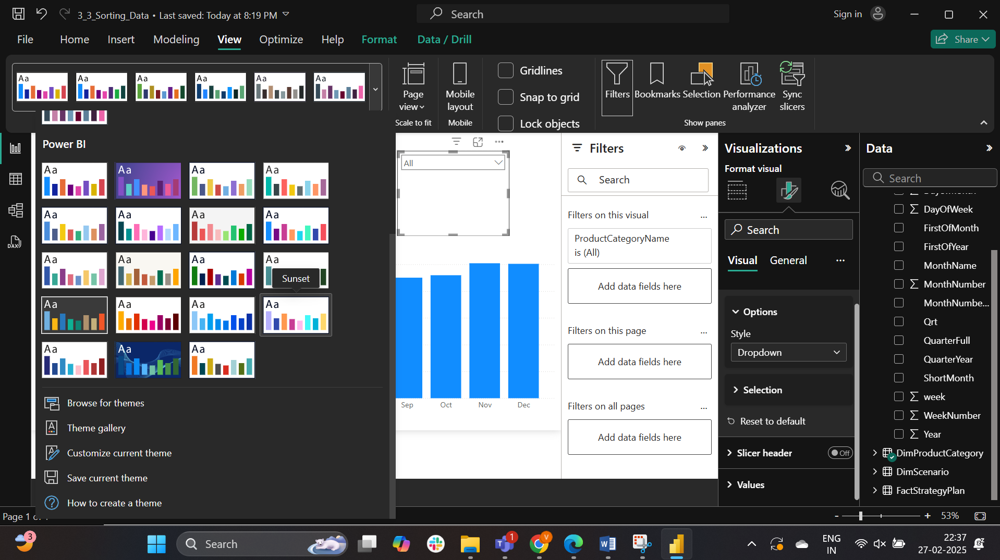 3_3_Sorting_Data • Last saved: Today at 8:19 PM
Search
Sign in
File
Home
Insert
Modeling
View
Optimize
Help
Format
Data / Drill
Share
Aa
Aa
Aa
Aa
Aa
Aa
Page
view
Scale to fit
Mobile
layout
Mobile
Gridlines
Snap to grid
Lock objects
Filters
Bookmarks
Selection
Performance
analyzer
Sync
slicers
Show panes
Power BI
Aa
Aa
Aa
Aa
Aa
Aa
Aa
Aa
Aa
Aa
Aa
Aa
Sunset
Aa
Aa
Aa
Aa
Aa
Aa
Aa
Browse for themes
Theme gallery
Customize current theme
Save current theme
How to create a theme
DAX
All
Sep
Oct
Nov
Dec
Filters
Search
Filters on this visual
...
ProductCategoryName
is (All)
Add data fields here
Filters on this page
...
Add data fields here
Filters on all pages
...
Add data fields here
Visualizations
Format visual
Search
Visual
General
Options
Style
Dropdown
Selection
Reset to default
Slicer header
Off
Values
Data
Search
DayOfWeek
FirstOfMonth
FirstOfYear
MonthName
MonthNumber
MonthNumbe...
Qrt
QuarterFull
QuarterYear
ShortMonth
week
WeekNumber
Year
DimProductCategory
DimScenario
FactStrategyPlan
Page 1
-
+
53%
3
Search
1
V
ENG
IN
22:37
27-02-2025